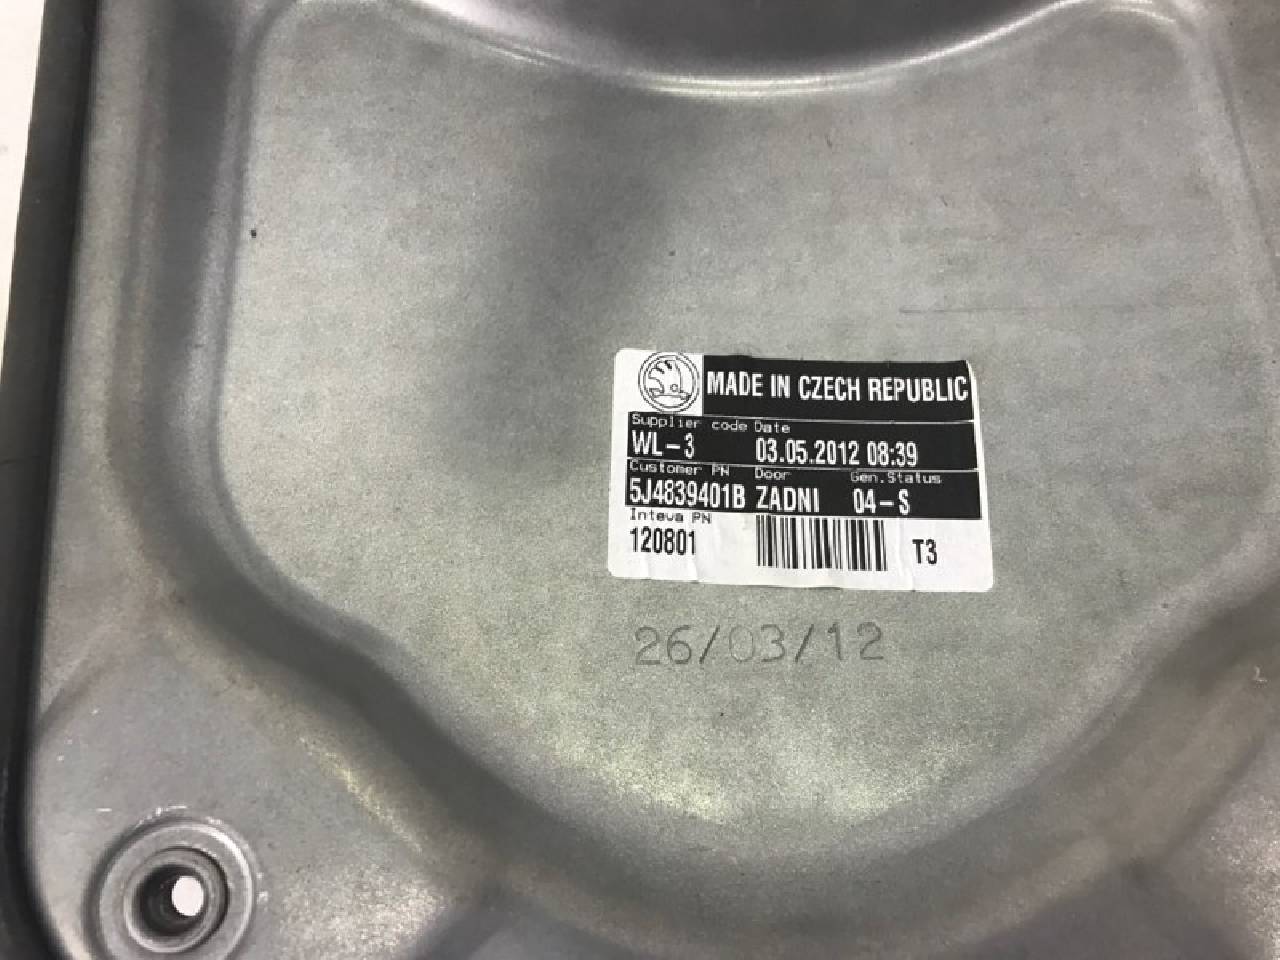 MADE IN CZECH REPUBLIC
Supplier code Date
WL-3 03.05.2012 08:39
Customer PN Door Gen.Status
5J4839401B ZADNI 04-S
Inteva PN
120801 T3
26/03/12